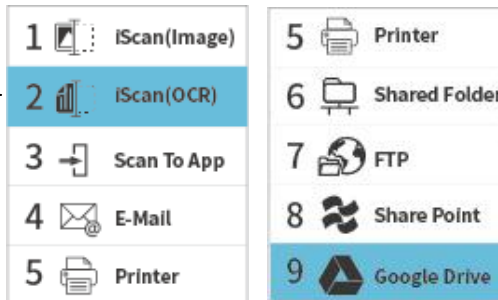 1 iScan(Image)
2 iScan(OCR)
3 Scan To App
4 E-Mail
5 Printer
5 Printer
6 Shared Folder
7 FTP
8 Share Point
9 Google Drive